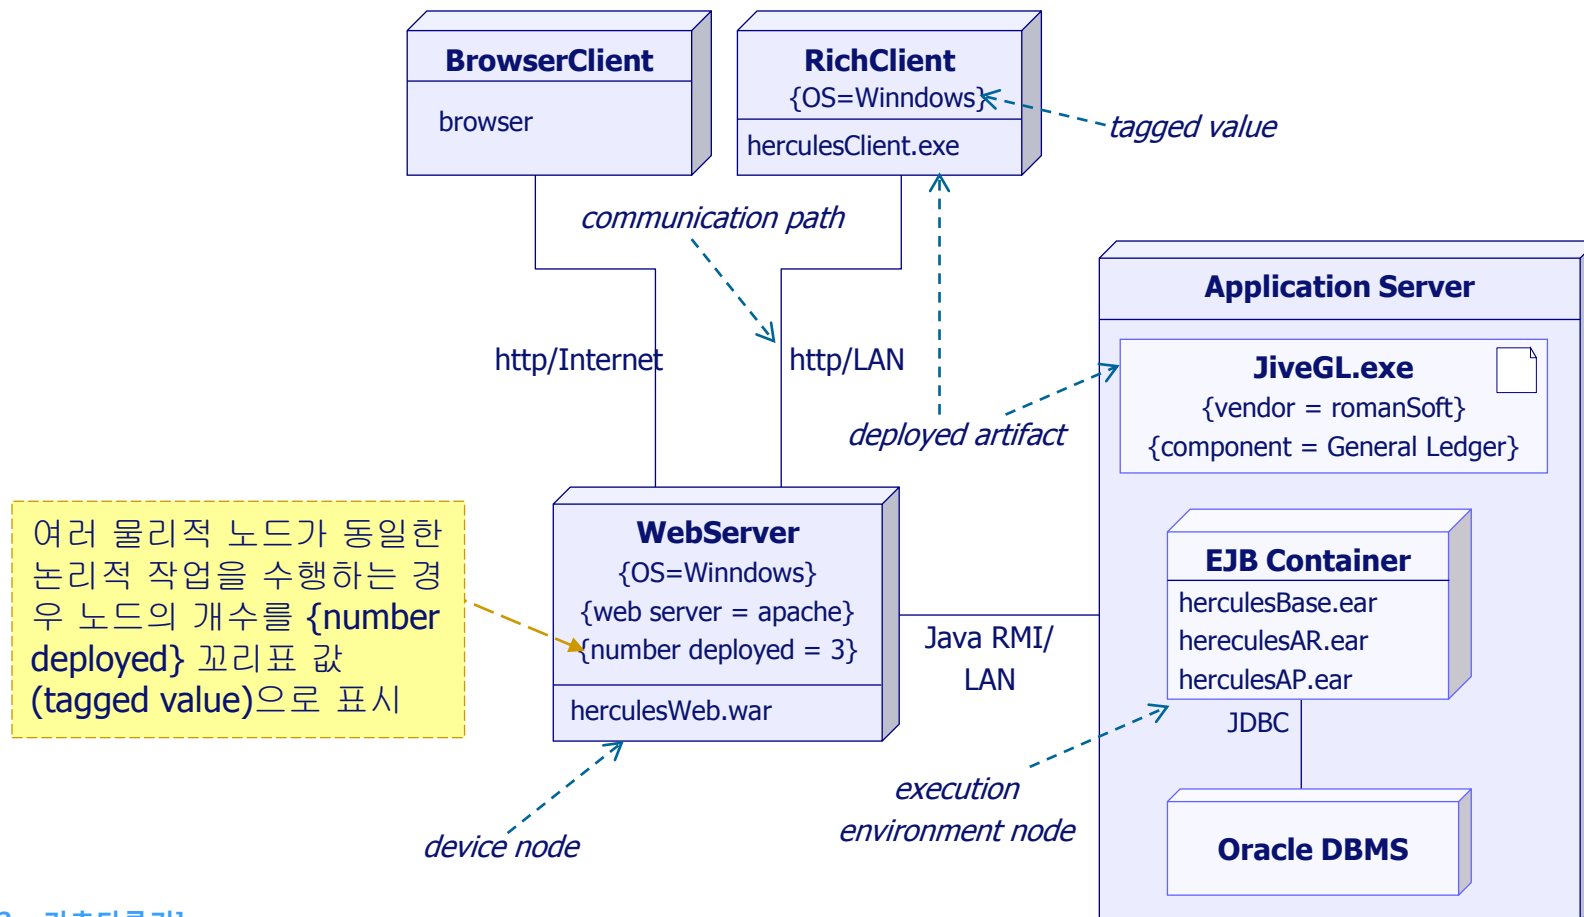 BrowserClient
browser
RichClient
{OS=Winndows}
herculesClient.exe
tagged value
communication path
http/Internet
http/LAN
deployed artifact
Application Server
JiveGL.exe
{vendor = romanSoft}
{component = General Ledger}
여러 물리적 노드가 동일한
논리적 작업을 수행하는 경
우 노드의 개수를 {number
deployed} 꼬리표 값
(tagged value)으로 표시
WebServer
{OS=Winndows}
{web server = apache}
{number deployed = 3}
herculesWeb.war
Java RMI/
LAN
EJB Container
herculesBase.ear
hereculesAR.ear
herculesAP.ear
JDBC
execution
environment node
device node
Oracle DBMS